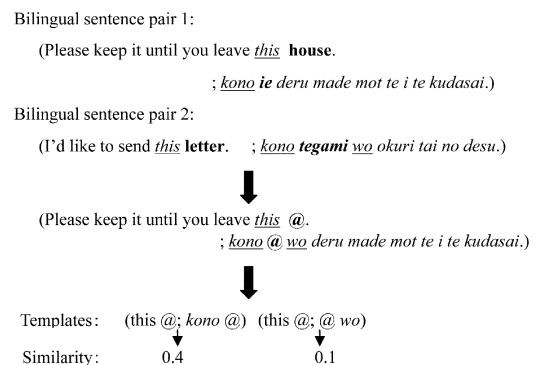 Bilingual sentence pair 1:
(Please keep it until you leave this house.
; kono ie deru made mot te i te kudasai.)
Bilingual sentence pair 2:
(I'd like to send this letter. ; kono tegami wo okuri tai no desu.)
(Please keep it until you leave this @.
; kono @ wo deru made mot te i te kudasai.)
Templates: (this @; kono @) (this @; @ wo)
Similarity: 0.4 0.1